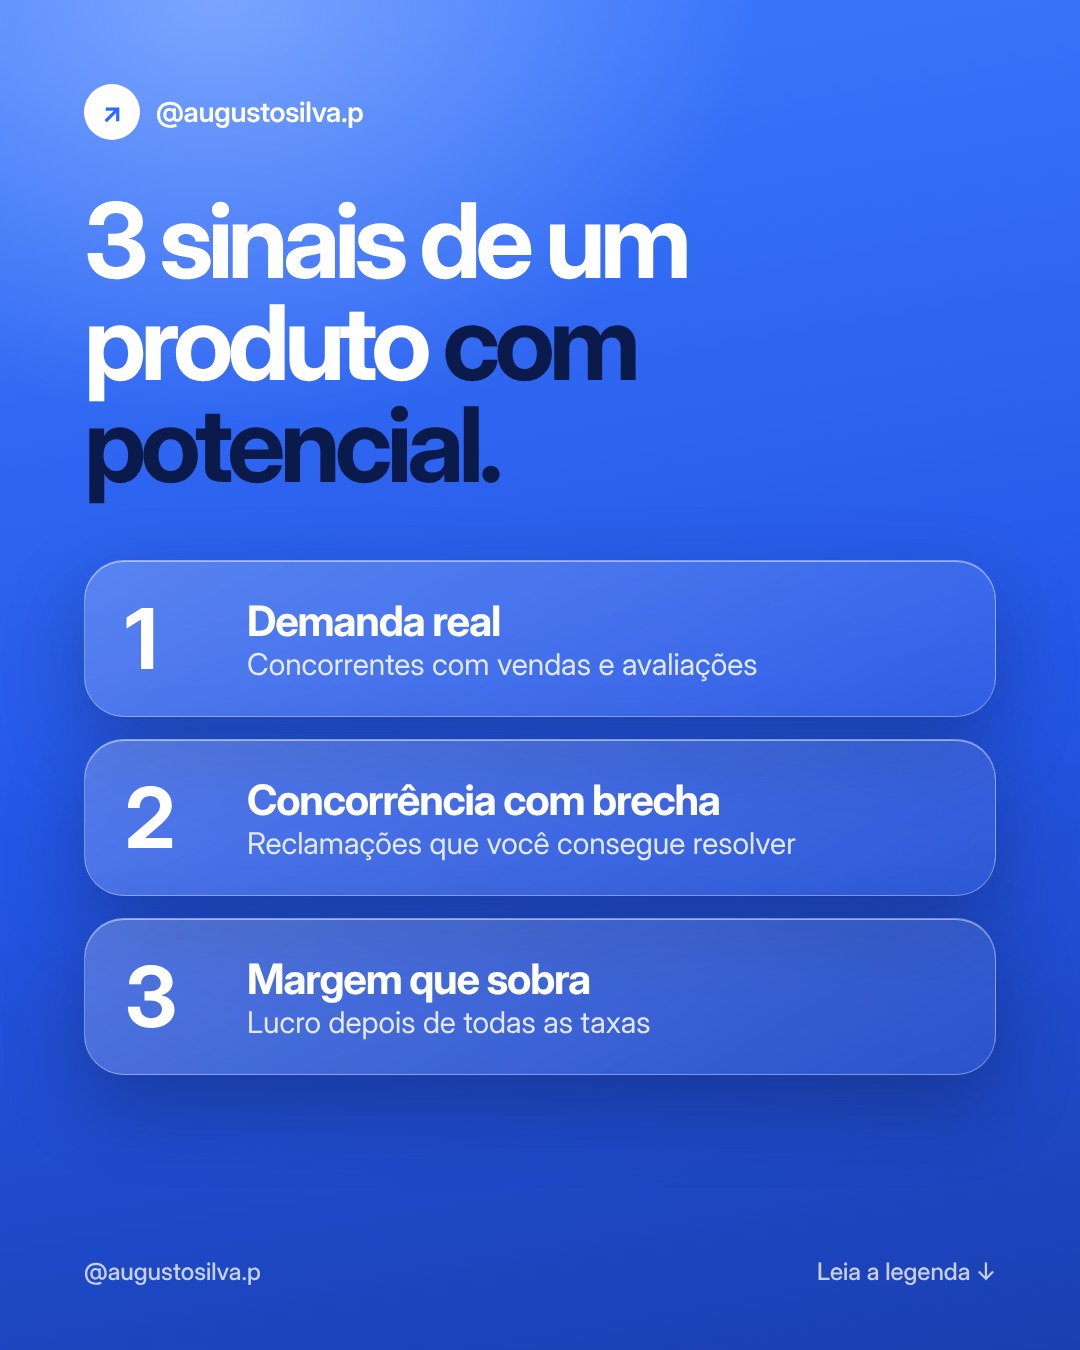 @augustosilva.p
3 sinais de um
produto com
potencial.
1
Demanda real
Concorrentes com vendas e avaliações
2
Concorrência com brecha
Reclamações que você consegue resolver
3
Margem que sobra
Lucro depois de todas as taxas
@augustosilva.p
Leia a legenda ↓